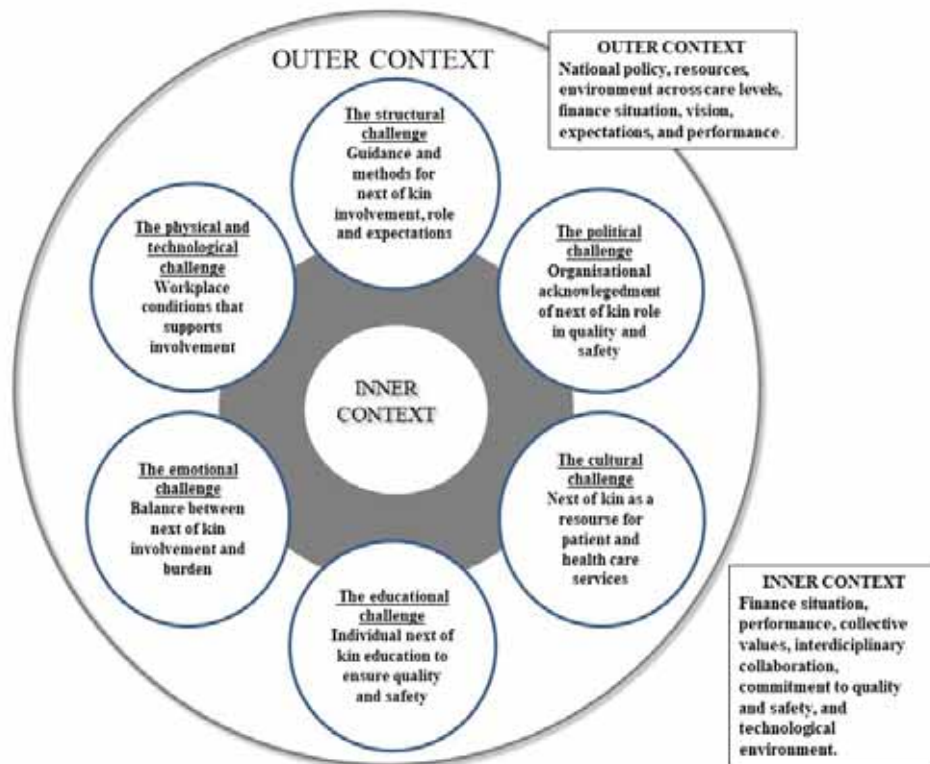 OUTER CONTEXT
OUTER CONTEXT
National policy, resources,
environment across care levels,
finance situation, vision,
expectations, and performance.
The structural
challenge
Guidance and
methods for
next of kin
involvement, role
and expectations
The political
challenge
Organisational
acknowlegedment
of next of kin role
in quality and
safety
The cultural
challenge
Next of kin as a
resourse for
patient and
health care
services
The educational
challenge
Individual next of
kin education to
ensure quality
and safety
The emotional
challenge
Balance between
next of kin
involvement and
burden
The physical and
technological
challenge
Workplace
conditions that
supports
involvement
INNER
CONTEXT
INNER CONTEXT
Finance situation,
performance, collective
values, interdiciplinary
collaboration,
commitment to quality
and safety, and
technological
environment.